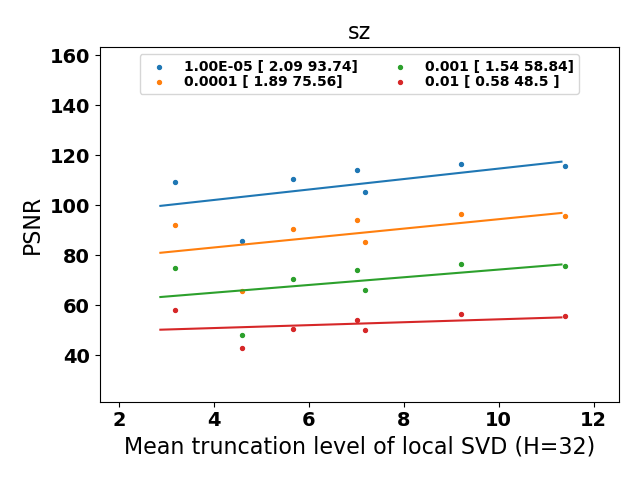 sz
160
140
120
100
80
60
40
PSNR
1.00E-05 [ 2.09 93.74]
0.0001 [ 1.89 75.56]
0.001 [ 1.54 58.84]
0.01 [ 0.58 48.5 ]
2 4 6 8 10 12
Mean truncation level of local SVD (H=32)